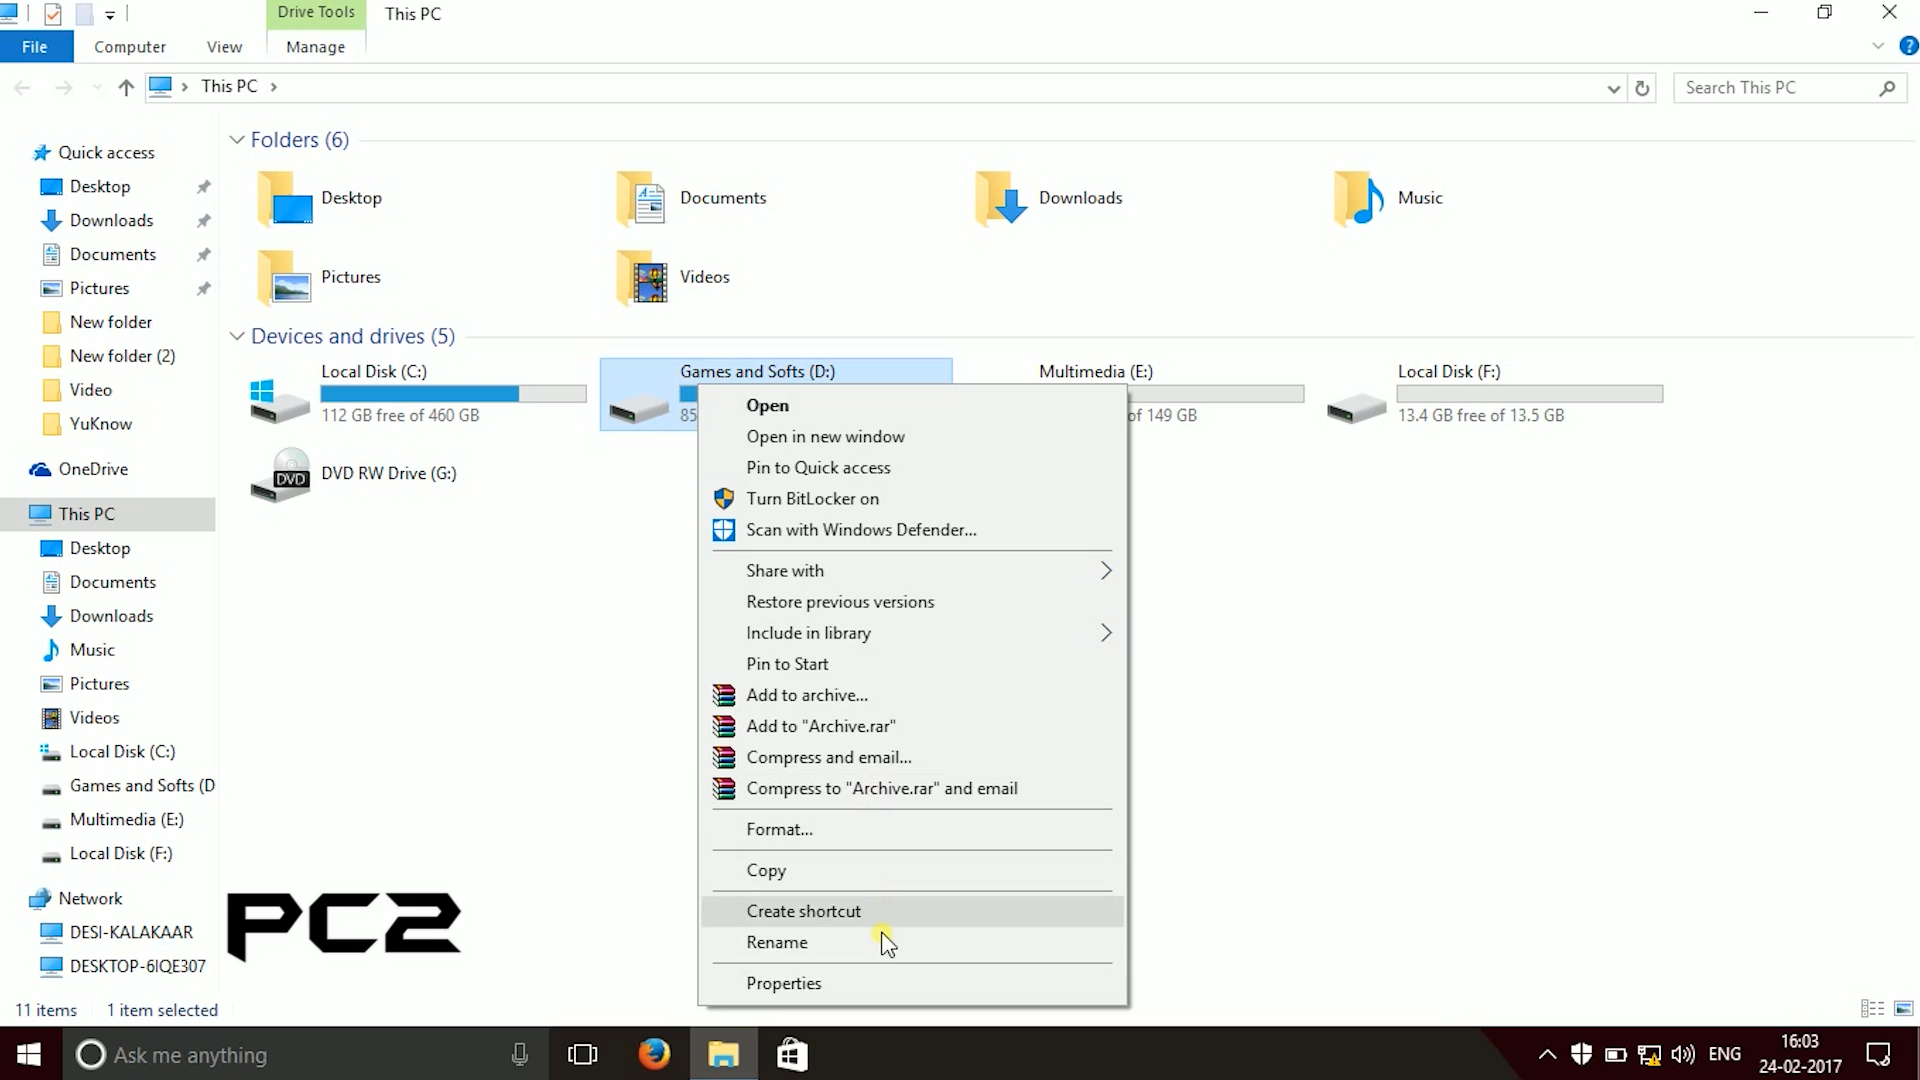 Drive Tools
This PC
File
Computer
View
Manage
?
This PC
Search This PC
Quick access
Desktop
Downloads
Documents
Pictures
New folder
New folder (2)
Video
YuKnow
OneDrive
This PC
Desktop
Documents
Downloads
Music
Pictures
Videos
Local Disk (C:)
Games and Softs (D
Multimedia (E:)
Local Disk (F:)
Network
DESI-KALAKAAR
DESKTOP-6IQE307
Folders (6)
Desktop
Documents
Downloads
Music
Pictures
Videos
Devices and drives (5)
Local Disk (C:)
112 GB free of 460 GB
Games and Softs (D:)
85
Multimedia (E:)
of 149 GB
Local Disk (F:)
13.4 GB free of 13.5 GB
DVD
DVD RW Drive (G:)
Open
Open in new window
Pin to Quick access
Turn BitLocker on
Scan with Windows Defender...
Share with
Restore previous versions
Include in library
Pin to Start
Add to archive...
Add to "Archive.rar"
Compress and email...
Compress to "Archive.rar" and email
Format...
Copy
Create shortcut
Rename
Properties
PC2
11 items
1 item selected
Ask me anything
ENG
16:03
24-02-2017